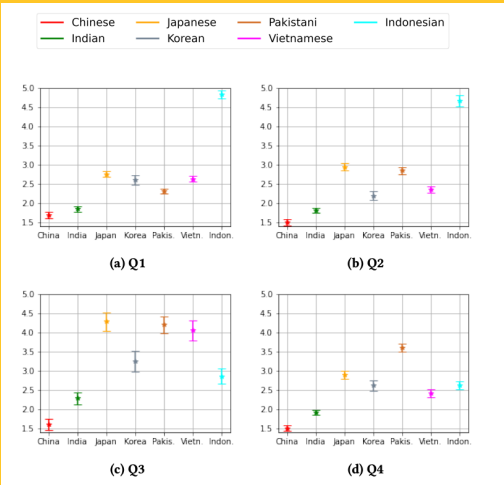 Chinese Japanese Pakistani Indonesian
Indian Korean Vietnamese
5.0 5.0
4.5 4.5
4.0 4.0
3.5 3.5
3.0 3.0
2.5 2.5
2.0 2.0
1.5 1.5
China India Japan Korea Pakis. Vietn. Indon. China India Japan Korea Pakis. Vietn. Indon.
(a) Q1 (b) Q2
5.0 5.0
4.5 4.5
4.0 4.0
3.5 3.5
3.0 3.0
2.5 2.5
2.0 2.0
1.5 1.5
China India Japan Korea Pakis. Vietn. Indon. China India Japan Korea Pakis. Vietn. Indon.
(c) Q3 (d) Q4